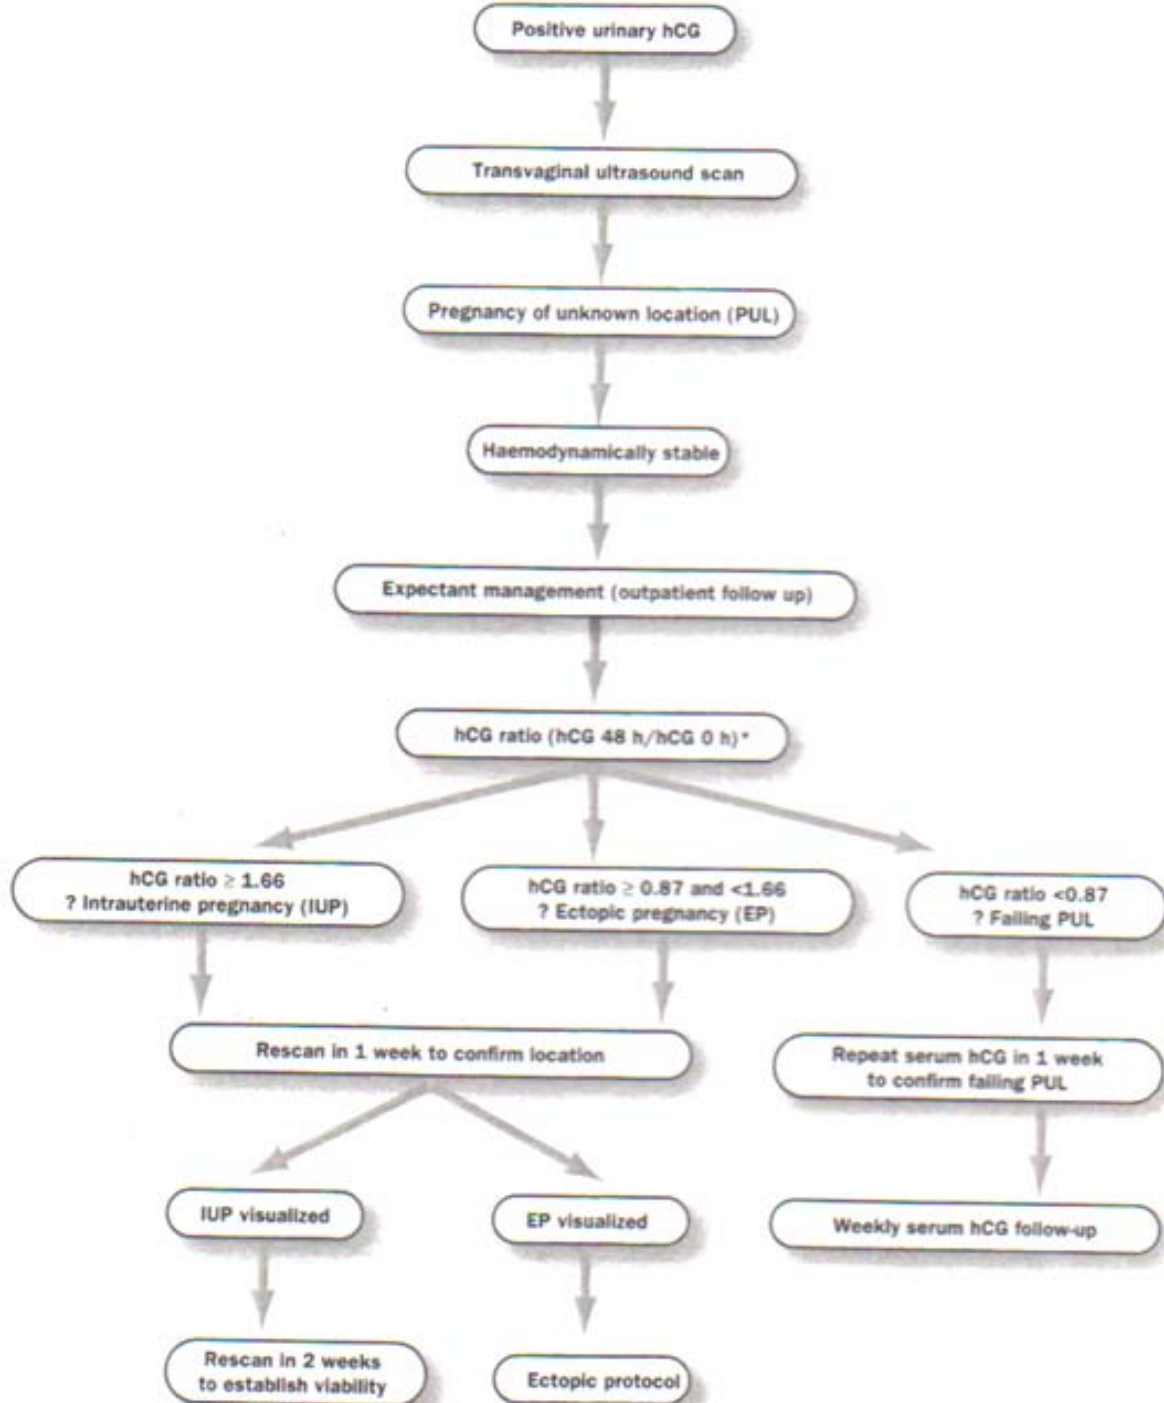 Positive urinary hCG
Transvaginal ultrasound scan
Pregnancy of unknown location (PUL)
Haemodynamically stable
Expectant management (outpatient follow up)
hCG ratio (hCG 48 h/hCG 0 h)*
hCG ratio ≥ 1.66
? Intrauterine pregnancy (IUP)
hCG ratio ≥ 0.87 and <1.66
? Ectopic pregnancy (EP)
hCG ratio <0.87
? Failing PUL
Rescan in 1 week to confirm location
Repeat serum hCG in 1 week
to confirm failing PUL
IUP visualized
EP visualized
Weekly serum hCG follow-up
Rescan in 2 weeks
to establish viability
Ectopic protocol